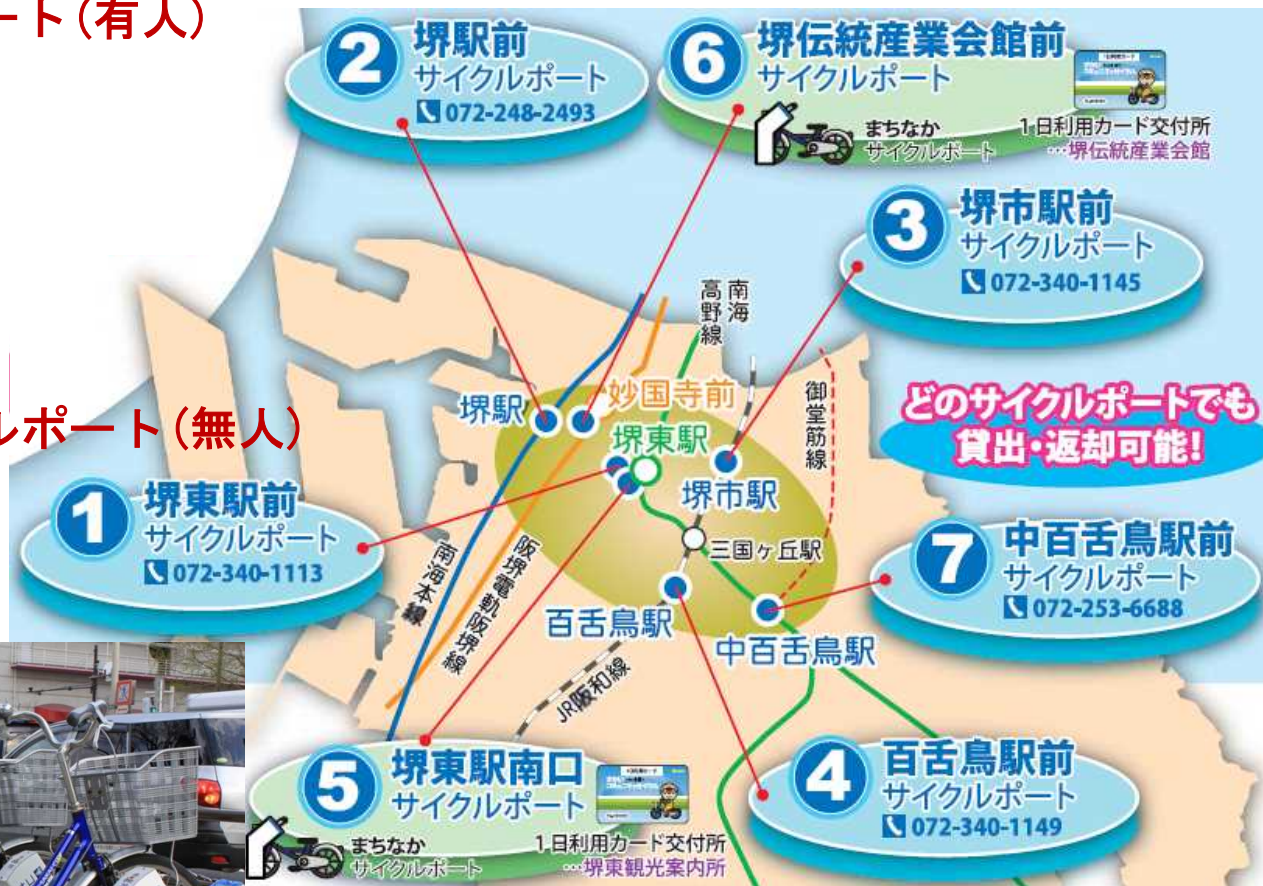 ート(有人)
2
堺駅前
サイクルポート
072-248-2493
6
堺伝統産業会館前
サイクルポート
まちなか
サイクルポート
1日利用カード交付所
…堺伝統産業会館
3
堺市駅前
サイクルポート
072-340-1145
南海
高野線
御堂筋線
どのサイクルポートでも
貸出・返却可能!
堺駅
妙国寺前
堺東駅
堺市駅
三国ヶ丘駅
百舌鳥駅
中百舌鳥駅
南海本線
阪堺電軌阪堺線
JR阪和線
ルポート(無人)
1
堺東駅前
サイクルポート
072-340-1113
7
中百舌鳥駅前
サイクルポート
072-253-6688
5
堺東駅南口
サイクルポート
まちなか
サイクルポート
1日利用カード交付所
…堺東観光案内所
4
百舌鳥駅前
サイクルポート
072-340-1149